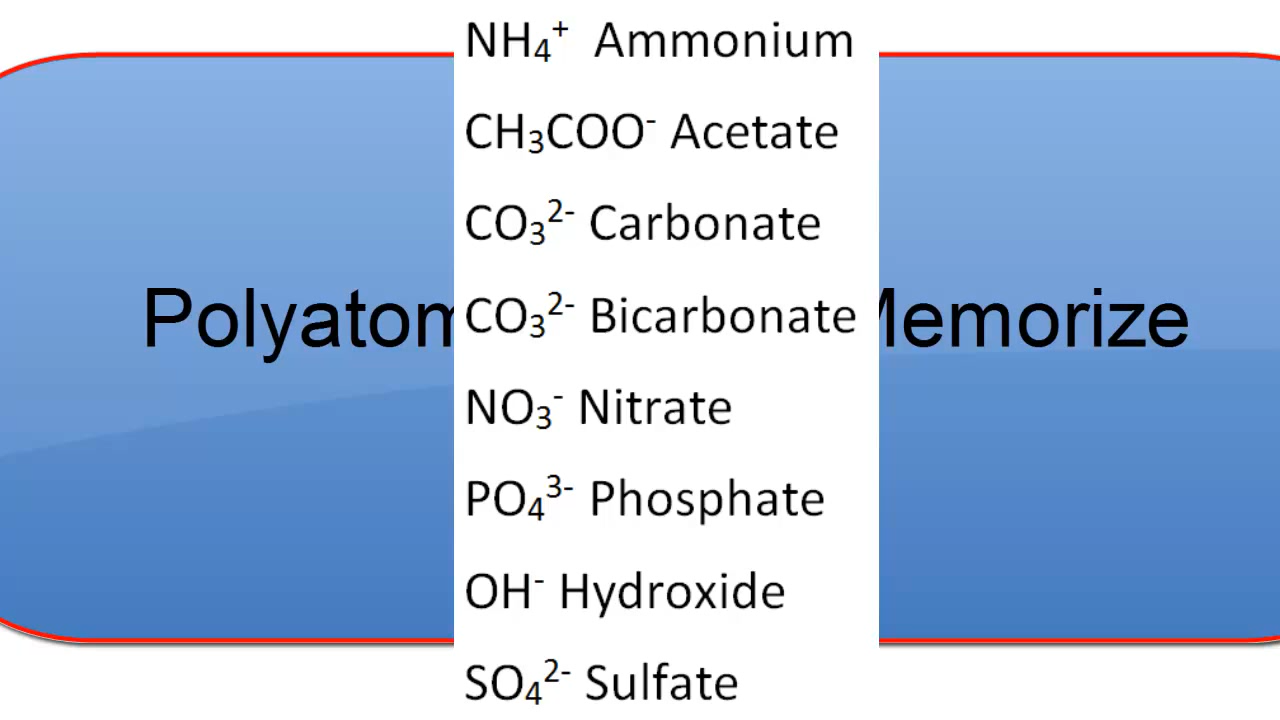 NH₄⁺ Ammonium
CH₃COO⁻ Acetate
CO₃²⁻ Carbonate
CO₃²⁻ Bicarbonate
Polyatom Memorize
NO₃⁻ Nitrate
PO₄³⁻ Phosphate
OH⁻ Hydroxide
SO₄²⁻ Sulfate